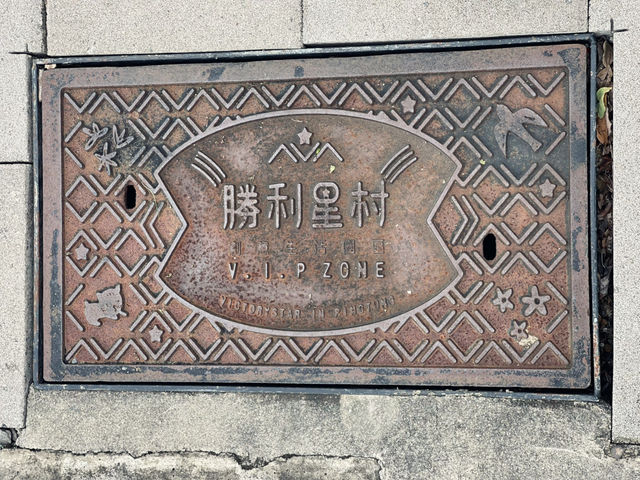 勝利星村
V.I.P ZONE
VICTORYSTAR IN PINGTUNG